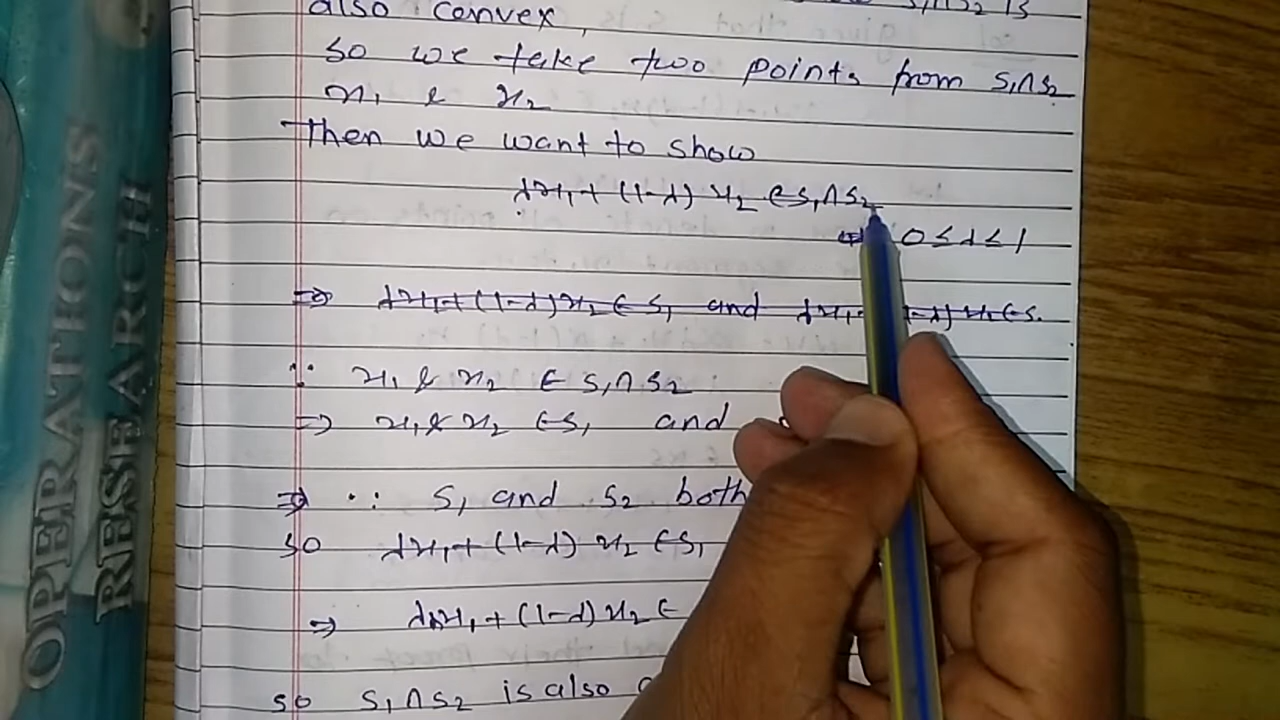 also convex,
so we take two points from S₁∩S₂
x₁ & x₂
Then we want to show
λx₁ + (1-λ) x₂ ∈ S₁∩S₂
0 ≤ λ ≤ 1
⇒ λx₁ + (1-λ) x₂ ∈ S₁ and λx₁
∵ x₁ & x₂ ∈ S₁∩S₂
⇒ x₁ & x₂ ∈ S₁ and
⇒ ∵ S₁ and S₂ both
so λx₁ + (1-λ) x₂ ∈ S₁
⇒ λx₁ + (1-λ) x₂ ∈
so S₁∩S₂ is also
OPERATIONS
RESEARCH